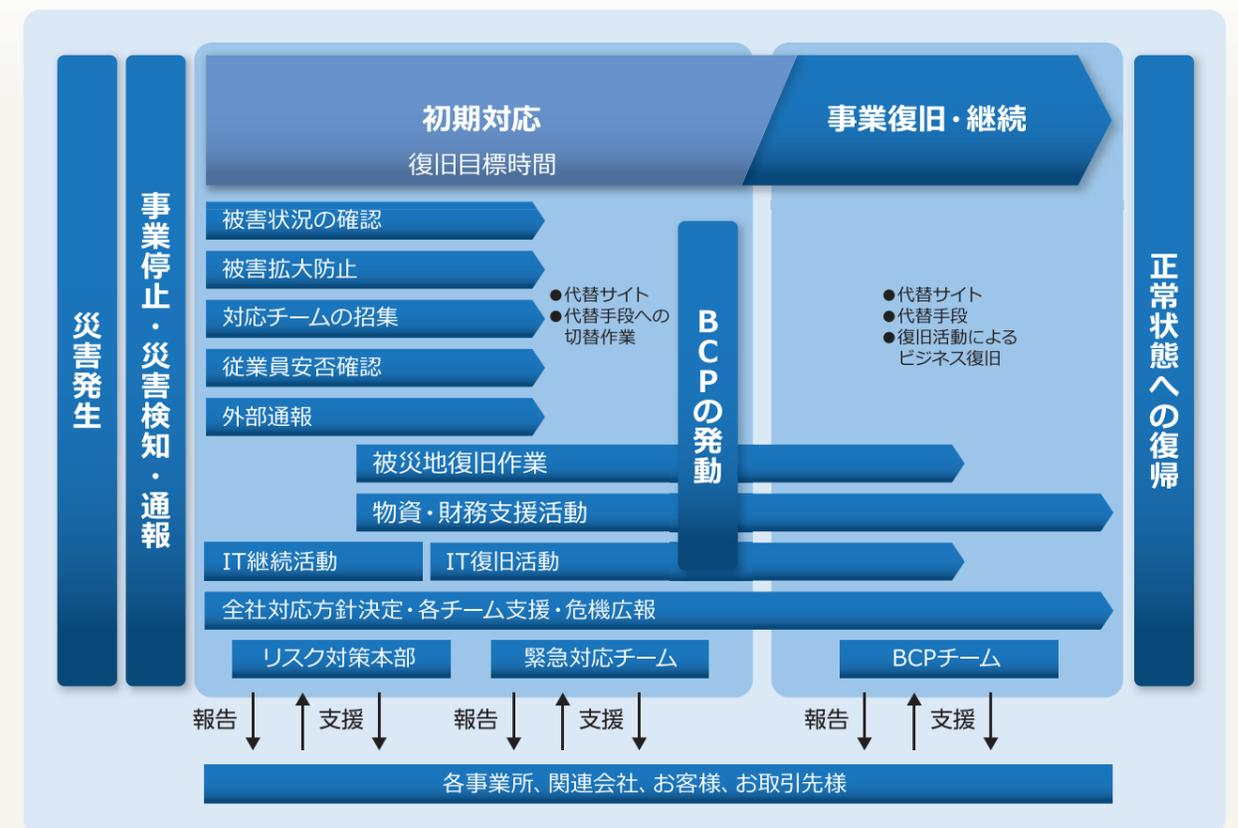 災害発生
事業停止・災害検知・通報
初期対応
復旧目標時間
事業復旧・継続
被害状況の確認
被害拡大防止
対応チームの招集
従業員安否確認
外部通報
●代替サイト
●代替手段への
切替作業
BCPの発動
●代替サイト
●代替手段
●復旧活動による
ビジネス復旧
被災地復旧作業
物資・財務支援活動
IT継続活動
IT復旧活動
全社対応方針決定・各チーム支援・危機広報
リスク対策本部
緊急対応チーム
BCPチーム
報告
支援
報告
支援
報告
支援
各事業所、関連会社、お客様、お取引先様
正常状態への復帰